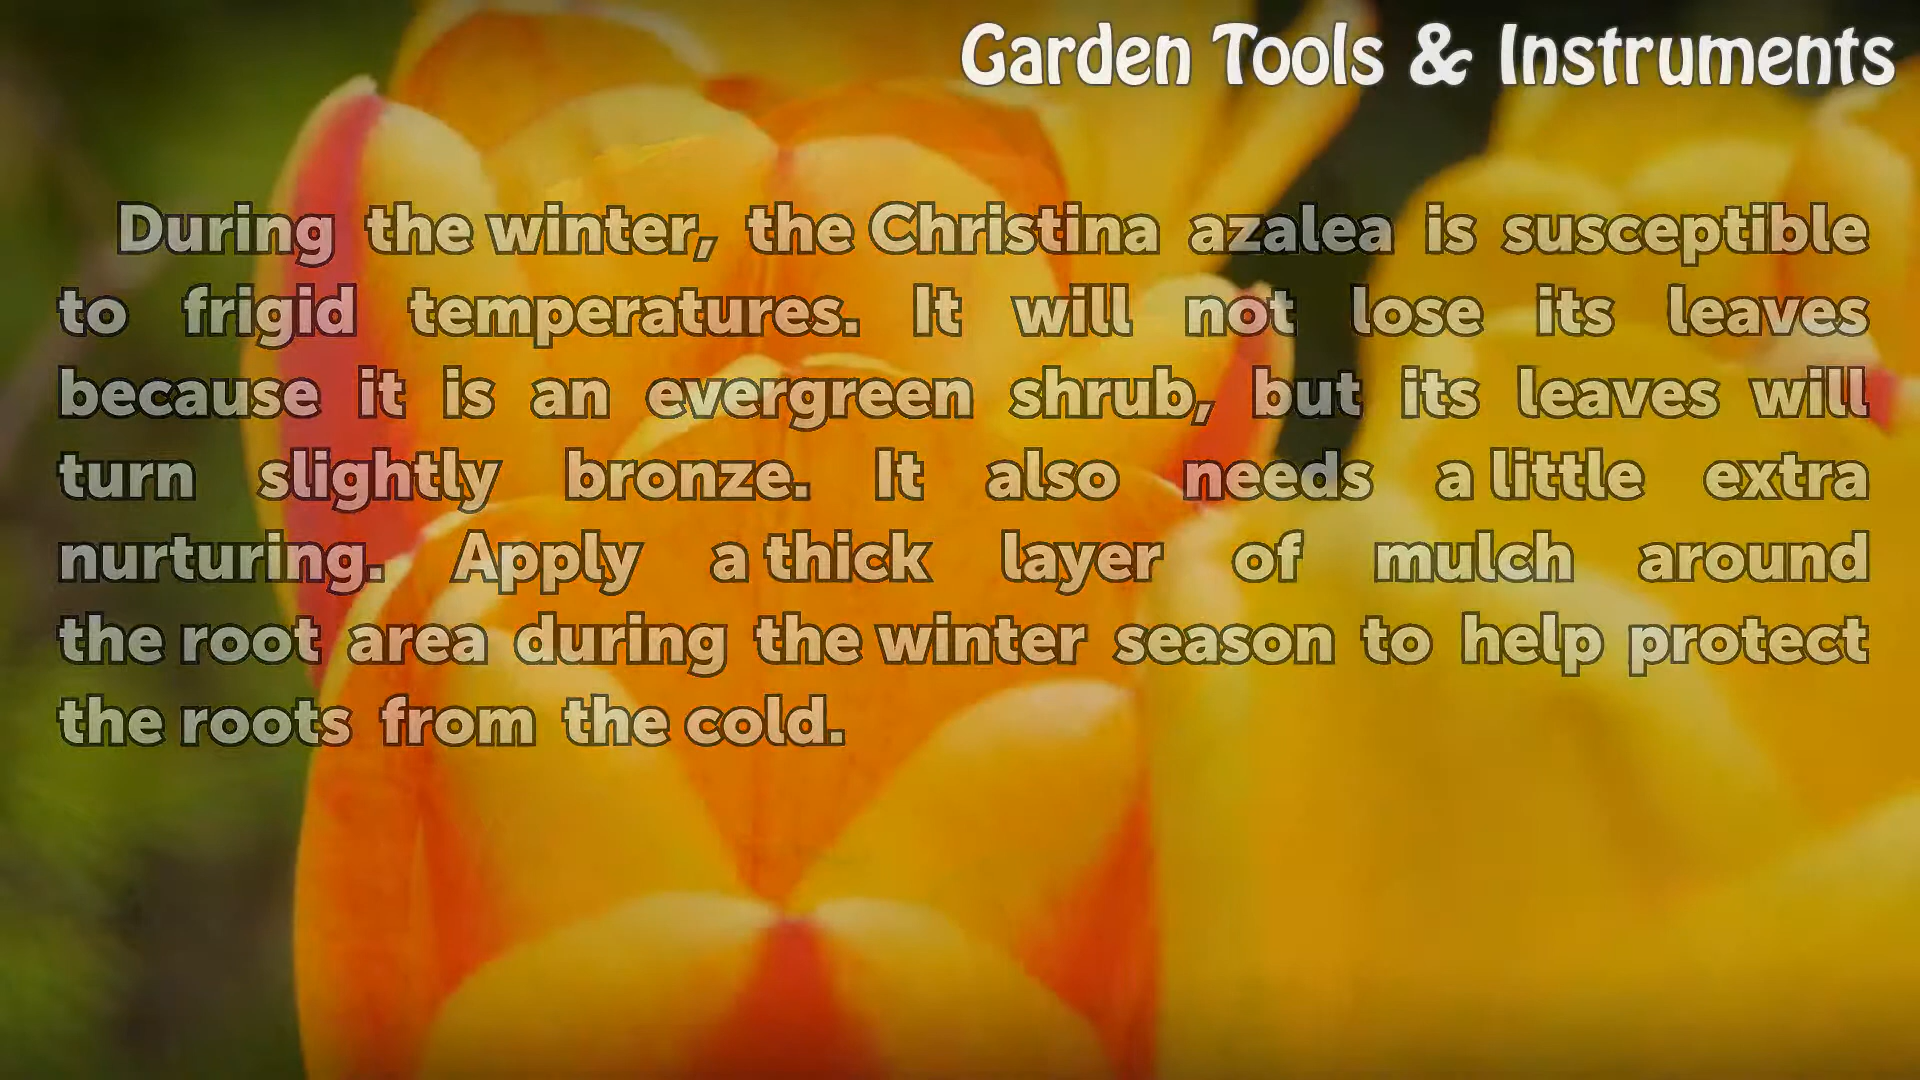 Garden Tools & Instruments
During the winter, the Christina azalea is susceptible
to frigid temperatures. It will not lose its leaves
because it is an evergreen shrub, but its leaves will
turn slightly bronze. It also needs a little extra
nurturing. Apply a thick layer of mulch around
the root area during the winter season to help protect
the roots from the cold.